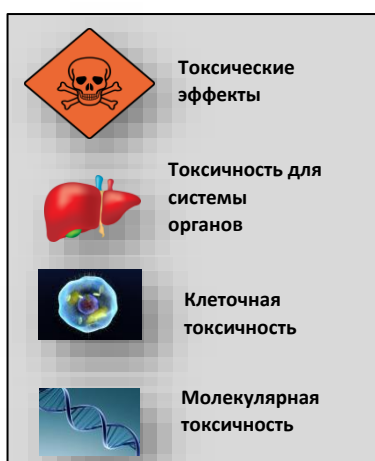 Токсические
эффекты
Токсичность для
системы
органов
Клеточная
токсичность
Молекулярная
токсичность